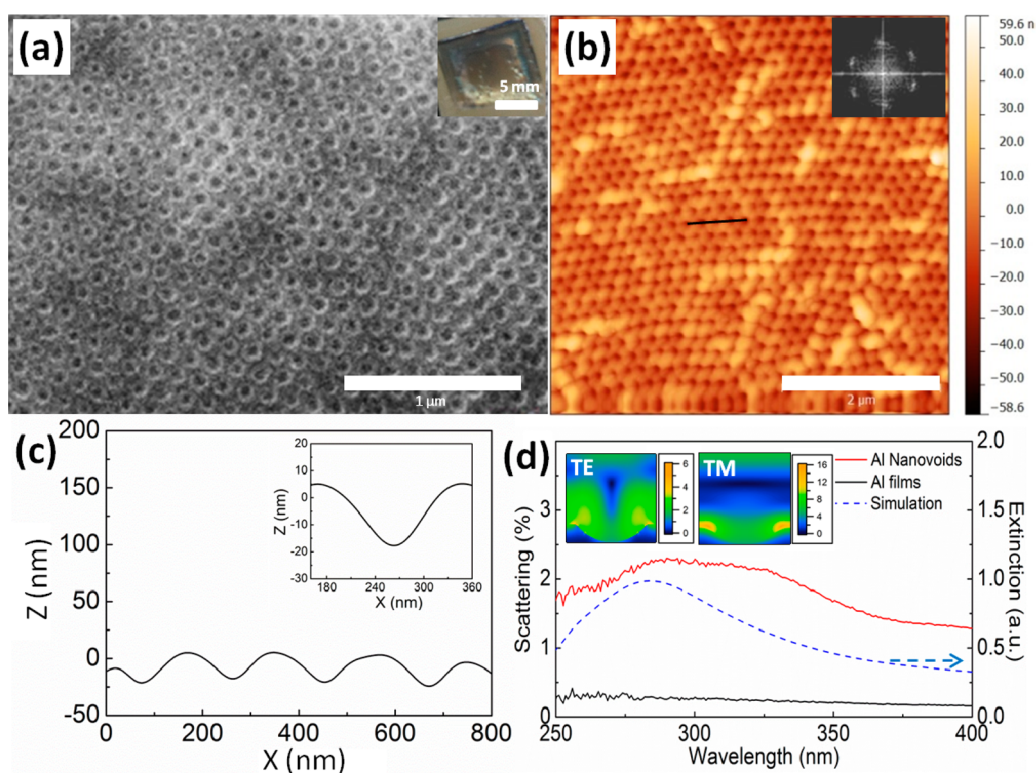 (a)
5 mm
1 µm
(b)
2 µm
59.6 n
50.0
40.0
30.0
20.0
10.0
0.0
−10.0
−20.0
−30.0
−40.0
−50.0
−58.6
(c)
200
175
150
125
100
75
50
0
-50
Z (nm)
0
200
400
600
800
X (nm)
20
10
0
-10
-20
-30
Z (nm)
180
240
300
360
X (nm)
(d)
TE
6
4
2
0
TM
16
12
8
4
0
Al Nanovoids
Al films
Simulation
3
2
1
0
Scattering (%)
2.0
1.5
1.0
0.5
0.0
Extinction (a.u.)
250
300
350
400
Wavelength (nm)